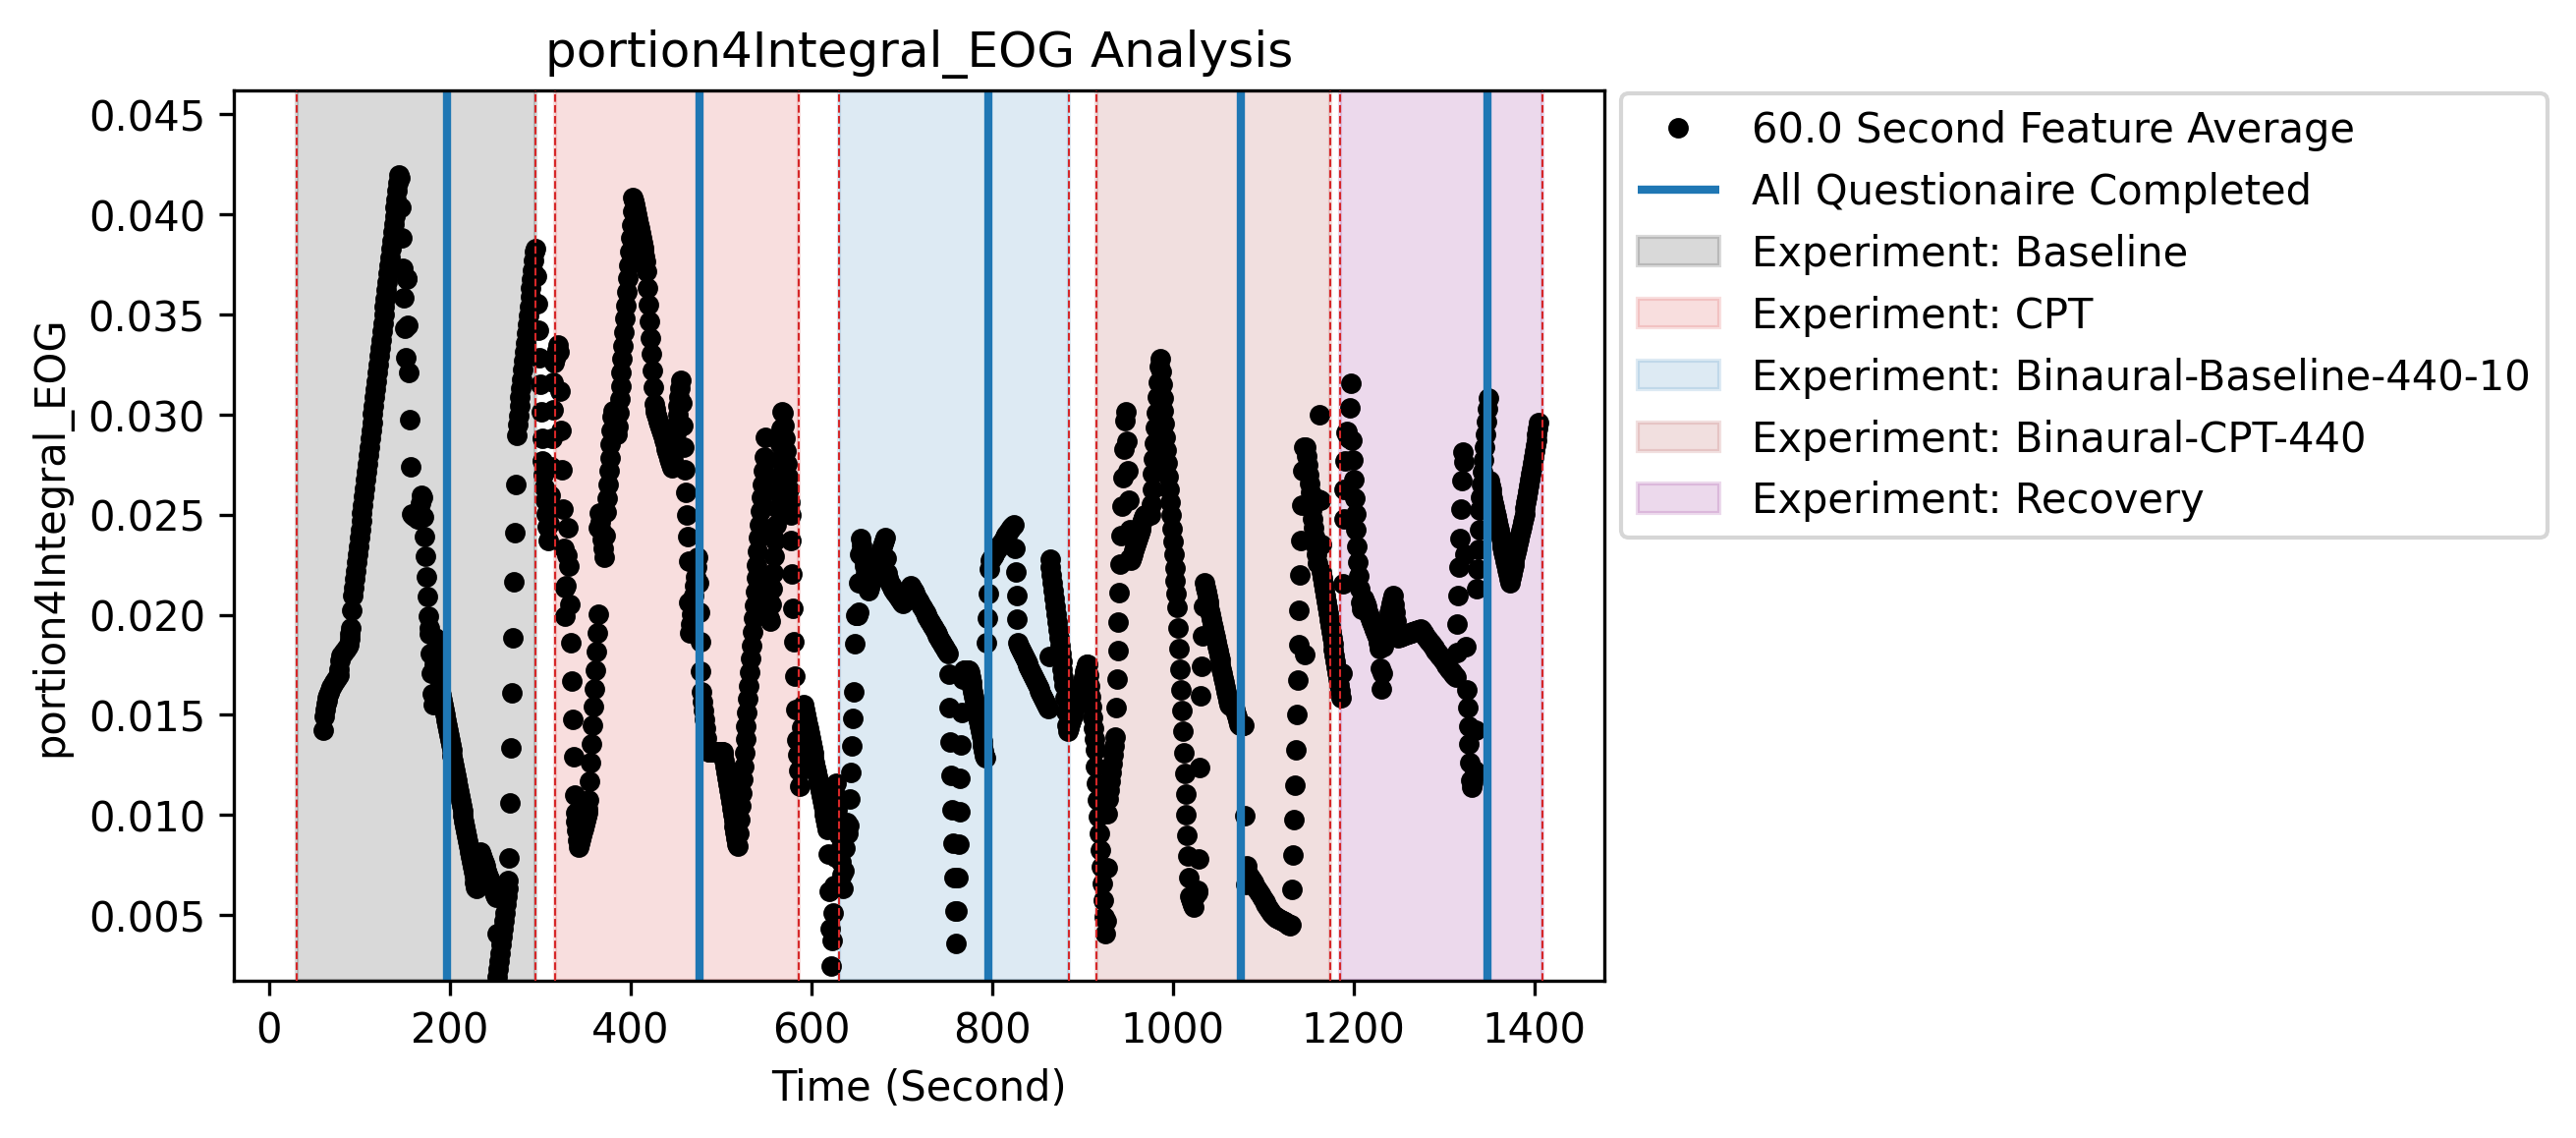 portion4Integral_EOG Analysis
portion4Integral_EOG
0.045
0.040
0.035
0.030
0.025
0.020
0.015
0.010
0.005
0 200 400 600 800 1000 1200 1400
Time (Second)
60.0 Second Feature Average
All Questionaire Completed
Experiment: Baseline
Experiment: CPT
Experiment: Binaural-Baseline-440-10
Experiment: Binaural-CPT-440
Experiment: Recovery